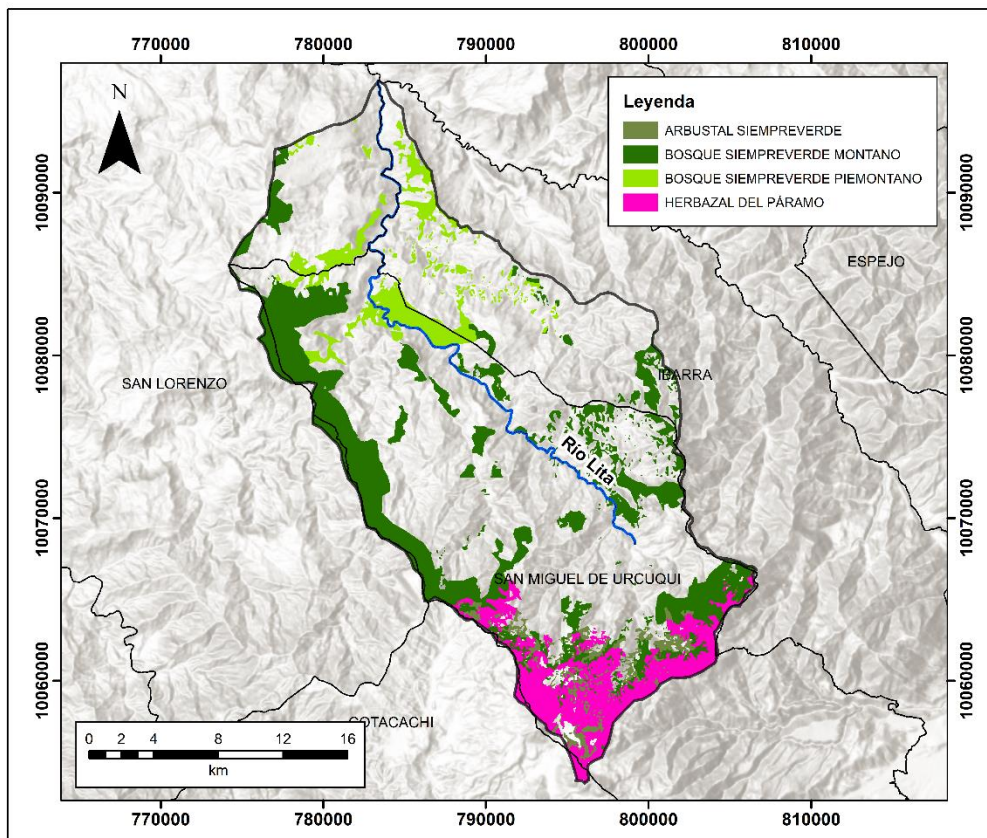 770000 780000 790000 800000 810000
N
Leyenda
ARBUSTAL SIEMPREVERDE
BOSQUE SIEMPREVERDE MONTANO
BOSQUE SIEMPREVERDE PIEMONTANO
HERBAZAL DEL PÁRAMO
10090000 10090000
ESPEJO
10080000 10080000
SAN LORENZO
IBARRA
Rio Lita
10070000 10070000
SAN MIGUEL DE URCUQUI
10060000 10060000
COTACACHI
0 2 4 8 12 16
km
770000 780000 790000 800000 810000